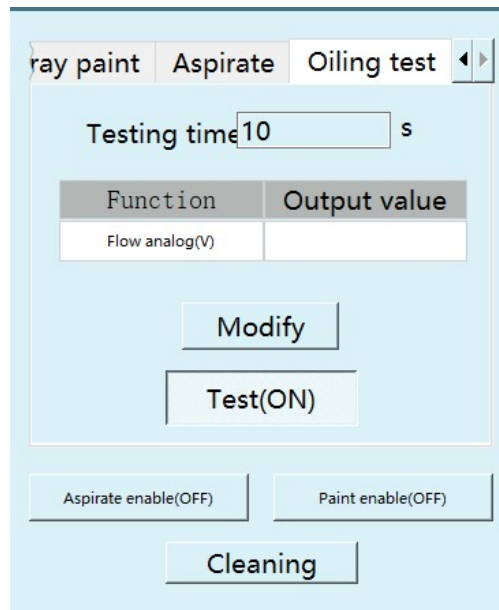 ray paint Aspirate Oiling test
Testing time 10 s
Function Output value
Flow analog(V)
Modify
Test(ON)
Aspirate enable(OFF) Paint enable(OFF)
Cleaning